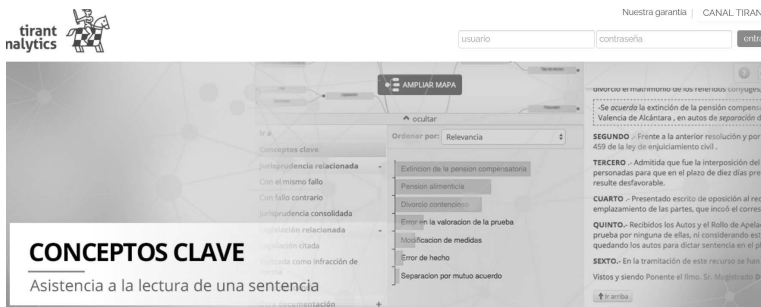 Nuestra garantía | CANAL TIRAN
tirant
nalytics
usuario
contraseña
entra
AMPLIAR MAPA
ocultar
Ir a
Ordenar por: Relevancia
Conceptos clave
Jurisprudencia relacionada -
Con el mismo fallo
Con fallo contrario
Jurisprudencia consolidada
Legislación relacionada -
Legislación citada
Extincion de la pension compensatoria
Pension alimenticia
Divorcio contencioso
Error en la valoracion de la prueba
Modificacion de medidas
Error de hecho
Separacion por mutuo acuerdo
CONCEPTOS CLAVE
Asistencia a la lectura de una sentencia
divorcio el matrimonio de los referidos cónyuges,
-Se acuerda la extinción de la pensión compensa
Valencia de Alcántara , en autos de separación d
SEGUNDO .- Frente a la anterior resolución y por
459 de la ley de enjuiciamiento civil .
TERCERO .- Admitida que fue la interposición del
personadas para que en el plazo de diez días pre
resulte desfavorable.
CUARTO .- Presentado escrito de oposición al rec
emplazamiento de las partes, que incoó el corres
QUINTO.- Recibidos los Autos y el Rollo de Apela
prueba por ninguna de ellas, ni considerando est
quedando los autos para dictar sentencia en el pl
SEXTO.- En la tramitación de este recurso se han
Vistos y siendo Ponente el Ilmo. Sr. Magistrado D
Ir arriba